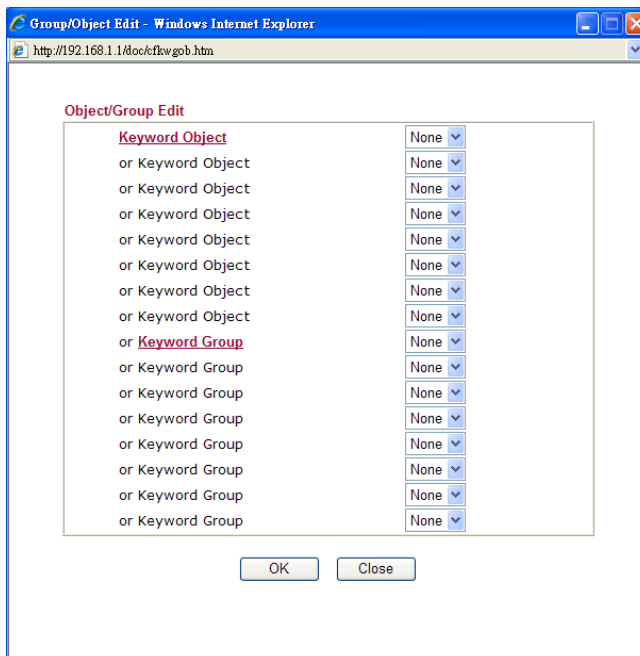 Group/Object Edit - Windows Internet Explorer
http://192.168.1.1/doc/cfkwgob.htm
Object/Group Edit
Keyword Object None
or Keyword Object None
or Keyword Object None
or Keyword Object None
or Keyword Object None
or Keyword Object None
or Keyword Object None
or Keyword Object None
or Keyword Group None
or Keyword Group None
or Keyword Group None
or Keyword Group None
or Keyword Group None
or Keyword Group None
or Keyword Group None
or Keyword Group None
OK Close